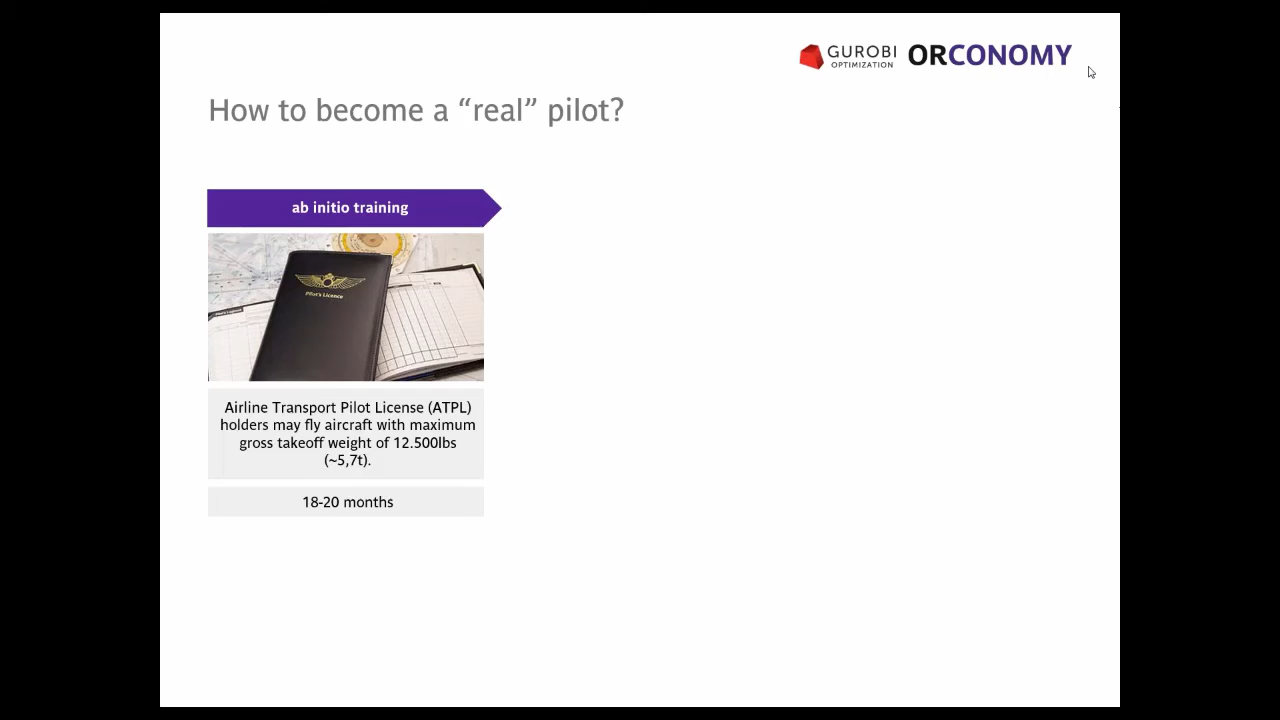 GUROBI
OPTIMIZATION
ORCONOMY
How to become a “real” pilot?
ab initio training
Pilot's Licence
Airline Transport Pilot License (ATPL)
holders may fly aircraft with maximum
gross takeoff weight of 12.500lbs
(~5,7t).
18-20 months